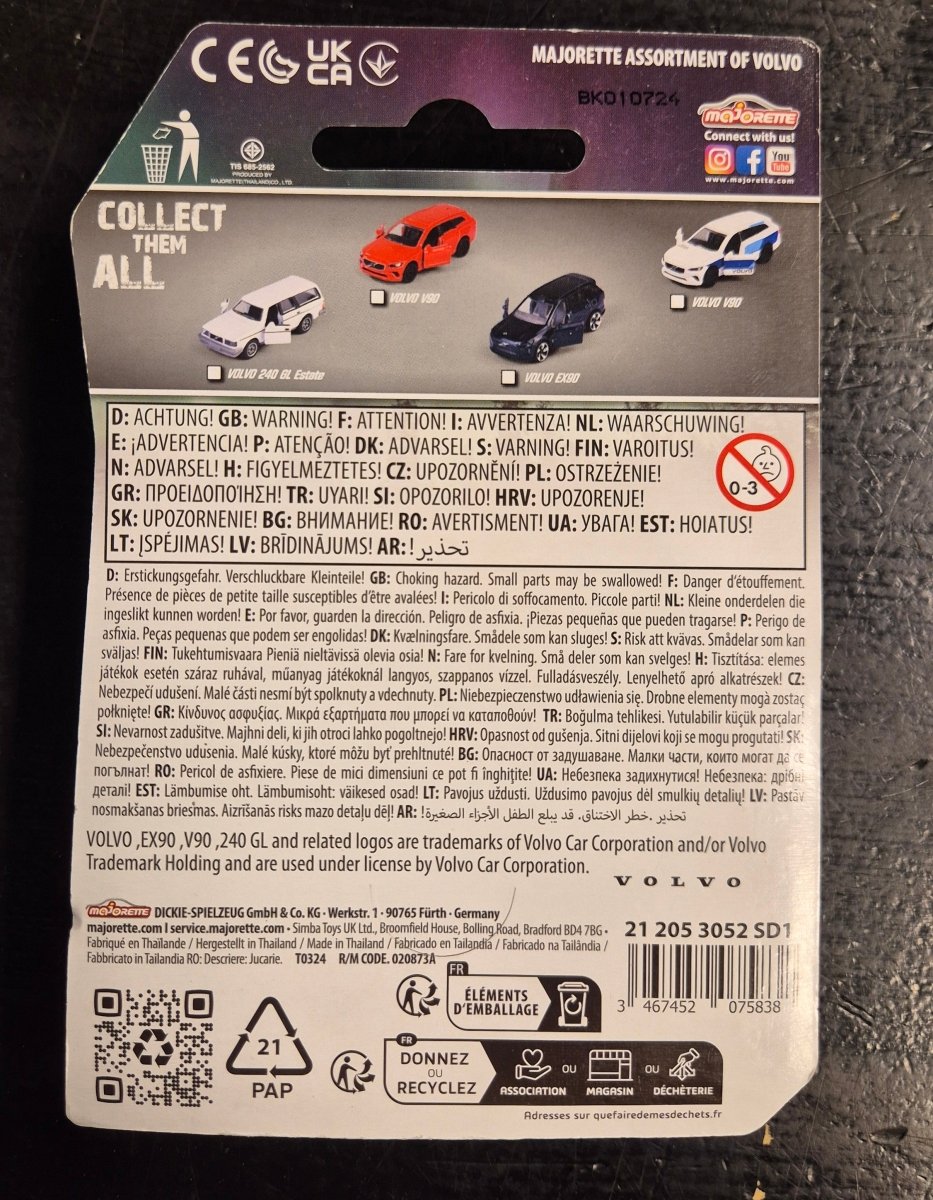 CE UK CA
MAJORETTE ASSORTMENT OF VOLVO
BK010724
majorette
Connect with us!
You Tube
www.majorette.com
TIS 685-2562
PRODUCED BY
MAJORETTE(THAILAND)CO.,LTD.
COLLECT
THEM
ALL
VOLVO V90
VOLVO V90
VOLVO 240 GL Estate
VOLVO EX90
D: ACHTUNG! GB: WARNING! F: ATTENTION! I: AVVERTENZA! NL: WAARSCHUWING!
E: ¡ADVERTENCIA! P: ATENÇÃO! DK: ADVARSEL! S: VARNING! FIN: VAROITUS!
N: ADVARSEL! H: FIGYELMEZTETES! CZ: UPOZORNĚNÍ! PL: OSTRZEŻENIE!
GR: ΠΡΟΕΙΔΟΠΟΊΗΣΗ! TR: UYARI! SI: OPOZORILO! HRV: UPOZORENJE!
SK: UPOZORNENIE! BG: ВНИМАНИЕ! RO: AVERTISMENT! UA: УВАГА! EST: HOIATUS!
LT: ĮSPĖJIMAS! LV: BRĪDINĀJUMS! AR: تحذير!
0-3
D: Erstickungsgefahr. Verschluckbare Kleinteile! GB: Choking hazard. Small parts may be swallowed! F: Danger d'étouffement.
Présence de pièces de petite taille susceptibles d'être avalées! I: Pericolo di soffocamento. Piccole parti! NL: Kleine onderdelen die
ingeslikt kunnen worden! E: Por favor, guarden la dirección. Peligro de asfixia. ¡Piezas pequeñas que pueden tragarse! P: Perigo de
asfixia. Peças pequenas que podem ser engolidas! DK: Kvælningsfare. Smådele som kan sluges! S: Risk att kvävas. Smådelar som kan
sväljas! FIN: Tukehtumisvaara Pieniä nieltävissä olevia osia! N: Fare for kvelning. Små deler som kan svelges! H: Tisztítása: elemes
játékok esetén száraz ruhával, műanyag játékoknál langyos, szappanos vízzel. Fulladásveszély. Lenyelhető apró alkatrészek! CZ:
Nebezpečí udušení. Malé části nesmí být spolknuty a vdechnuty. PL: Niebezpieczenstwo udławienia się. Drobne elementy mogà zostaç
połknięte! GR: Κίνδυνος ασφυξίας. Μικρά εξαρτήματα που μπορεί να καταποθούν! TR: Boğulma tehlikesi. Yutulabilir küçük parçalar!
SI: Nevarnost zadušitve. Majhni deli, ki jih otroci lahko pogoltnejo! HRV: Opasnost od gušenja. Sitni dijelovi koji se mogu progutati! SK:
Nebezpečenstvo udusenia. Malé kúsky, ktoré môžu byť prehltnuté! BG: Опасност от задушаване. Малки части, които могат да се
погълнат! RO: Pericol de asfixiere. Piese de mici dimensiuni ce pot fi înghiţite! UA: Небезпека задихнутися! Небезпека: дрібні
деталі! EST: Lämbumise oht. Lämbumisoht: väikesed osad! LT: Pavojus uždusti. Uždusimo pavojus dėl smulkių detalių! LV: Pastāv
nosmakšanas briesmas. Aizrīšanās risks mazo detaļu dēļ! AR: تحذير .خطر الاختناق، قد يبلع الطفل الأجزاء الصغيرة!
VOLVO ,EX90 ,V90 ,240 GL and related logos are trademarks of Volvo Car Corporation and/or Volvo
Trademark Holding and are used under license by Volvo Car Corporation.
VOLVO
majorette DICKIE-SPIELZEUG GmbH & Co. KG • Werkstr. 1 • 90765 Fürth • Germany
majorette.com I service.majorette.com • Simba Toys UK Ltd., Broomfield House, Bolling Road, Bradford BD4 7BG •
Fabriqué en Thaïlande / Hergestellt in Thailand / Made in Thailand / Fabricado en Tailandia / Fabricado na Tailândia /
Fabbricato in Tailandia RO: Descriere: Jucarie. T0324 R/M CODE. 020873A
21 205 3052 SD1
3 467452 075838
21
PAP
FR
ÉLÉMENTS
D'EMBALLAGE
FR
DONNEZ
OU
RECYCLEZ
ASSOCIATION OU MAGASIN OU DÉCHÈTERIE
Adresses sur quefairedemesdechets.fr